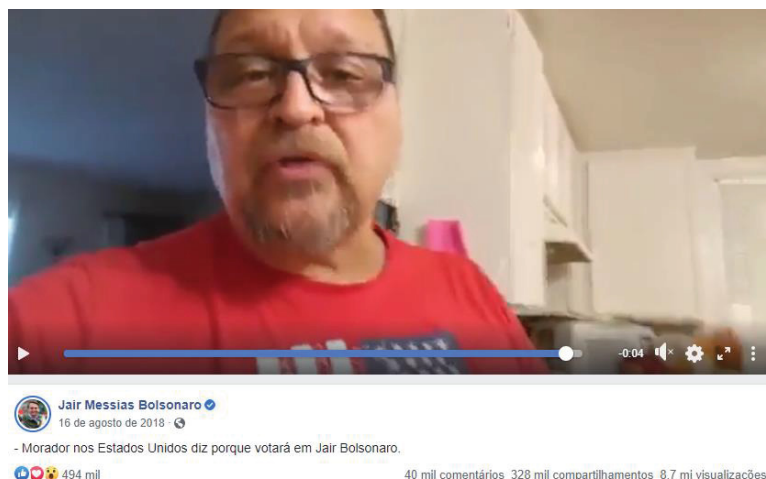 -0:04
Jair Messias Bolsonaro
16 de agosto de 2018 ·
- Morador nos Estados Unidos diz porque votará em Jair Bolsonaro.
494 mil
40 mil comentários 328 mil compartilhamentos 8,7 mi visualizações